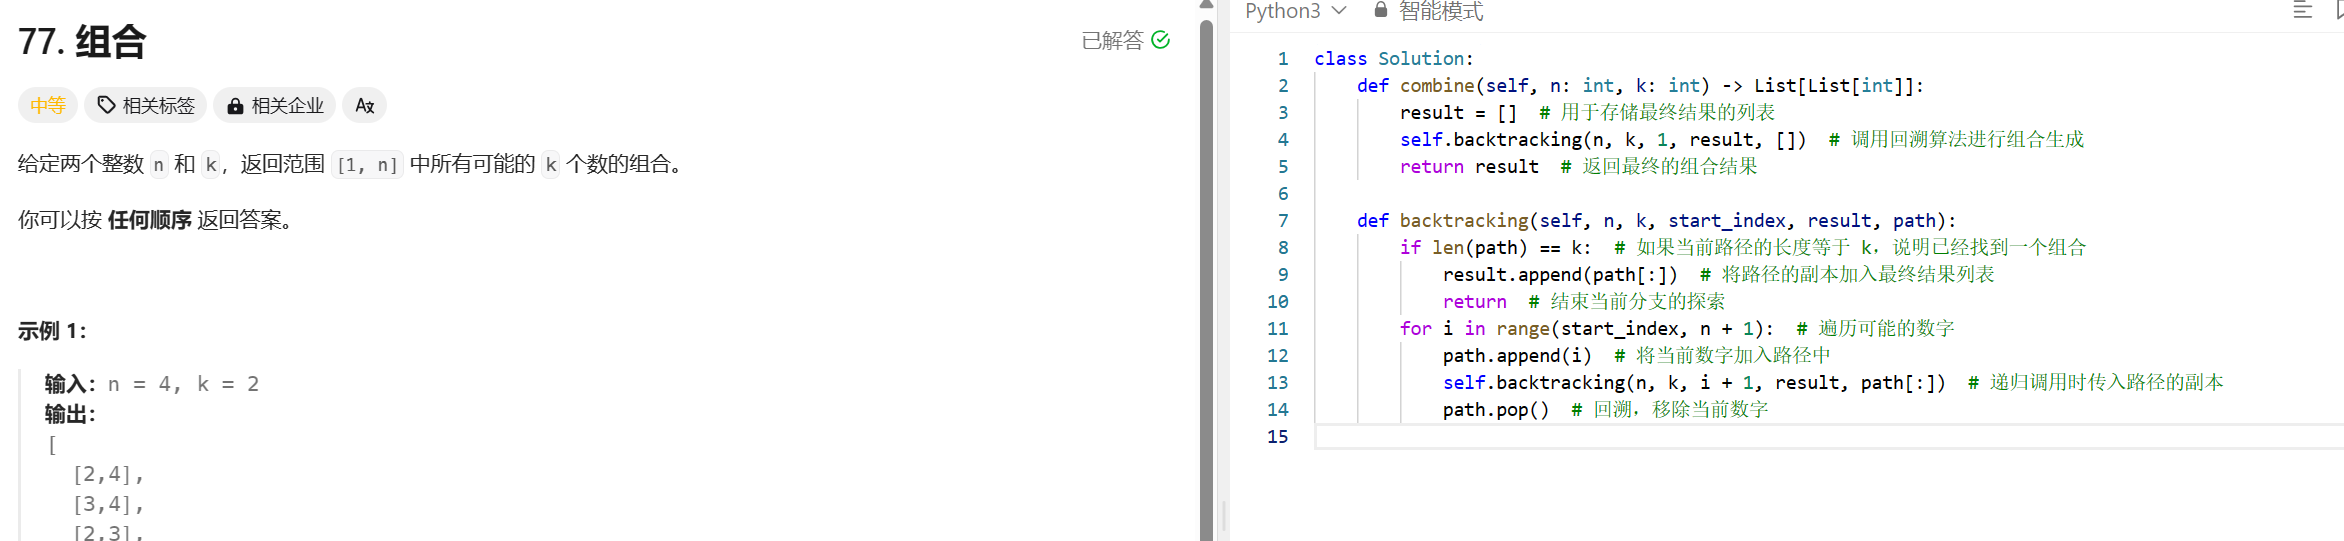 77. 组合
已解答
中等
相关标签
相关企业
给定两个整数 n 和 k，返回范围 [1, n] 中所有可能的 k 个数的组合。
你可以按 任何顺序 返回答案。
示例 1：
输入：n = 4, k = 2
输出：
[
[2,4],
[3,4],
[2,3],
Python3
智能模式
1 class Solution:
2 def combine(self, n: int, k: int) -> List[List[int]]:
3 result = [] # 用于存储最终结果的列表
4 self.backtracking(n, k, 1, result, []) # 调用回溯算法进行组合生成
5 return result # 返回最终的组合结果
6
7 def backtracking(self, n, k, start_index, result, path):
8 if len(path) == k: # 如果当前路径的长度等于 k，说明已经找到一个组合
9 result.append(path[:]) # 将路径的副本加入最终结果列表
10 return # 结束当前分支的探索
11 for i in range(start_index, n + 1): # 遍历可能的数字
12 path.append(i) # 将当前数字加入路径中
13 self.backtracking(n, k, i + 1, result, path[:]) # 递归调用时传入路径的副本
14 path.pop() # 回溯，移除当前数字
15